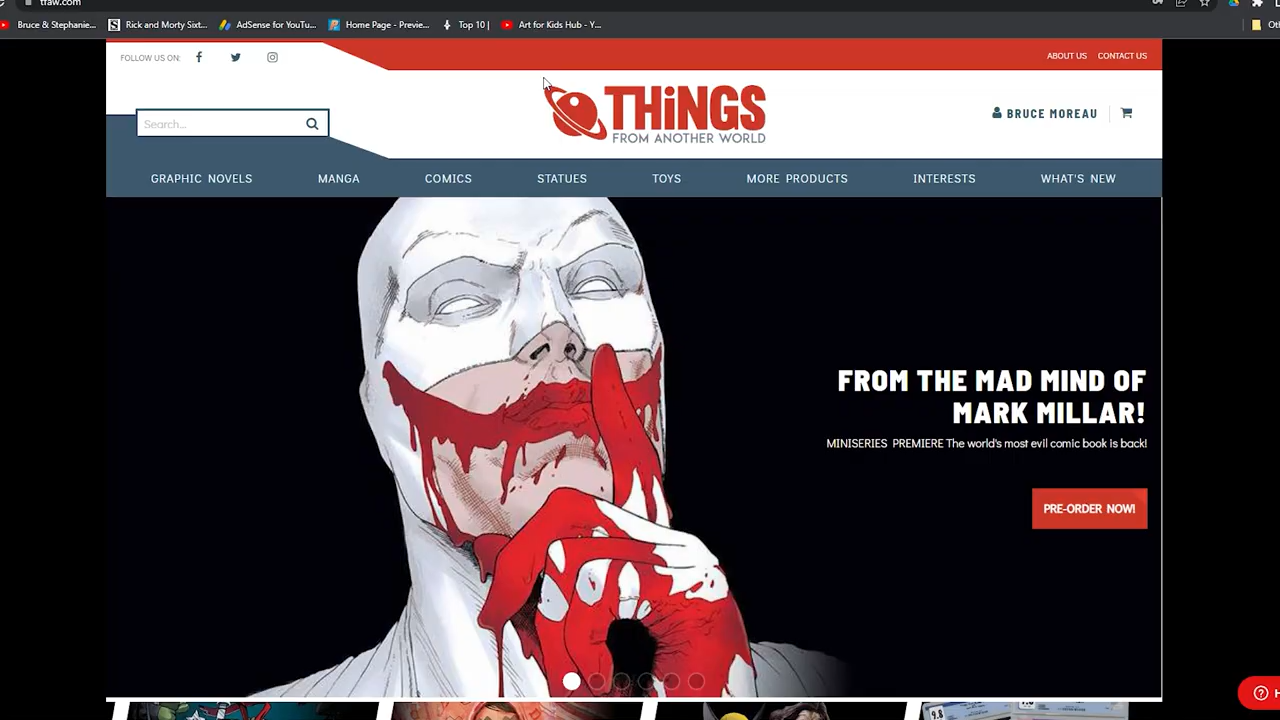 tfaw.com
Bruce & Stephanie...
Rick and Morty Sixt...
AdSense for YouTu...
Home Page - Previe...
Top 10 |
Art for Kids Hub - Y...
Ot
FOLLOW US ON:
ABOUT US CONTACT US
Search...
THiNGS
FROM ANOTHER WORLD
BRUCE MOREAU
GRAPHIC NOVELS MANGA COMICS STATUES TOYS MORE PRODUCTS INTERESTS WHAT'S NEW
FROM THE MAD MIND OF
MARK MILLAR!
MINISERIES PREMIERE The world's most evil comic book is back!
PRE-ORDER NOW!
H
9.8